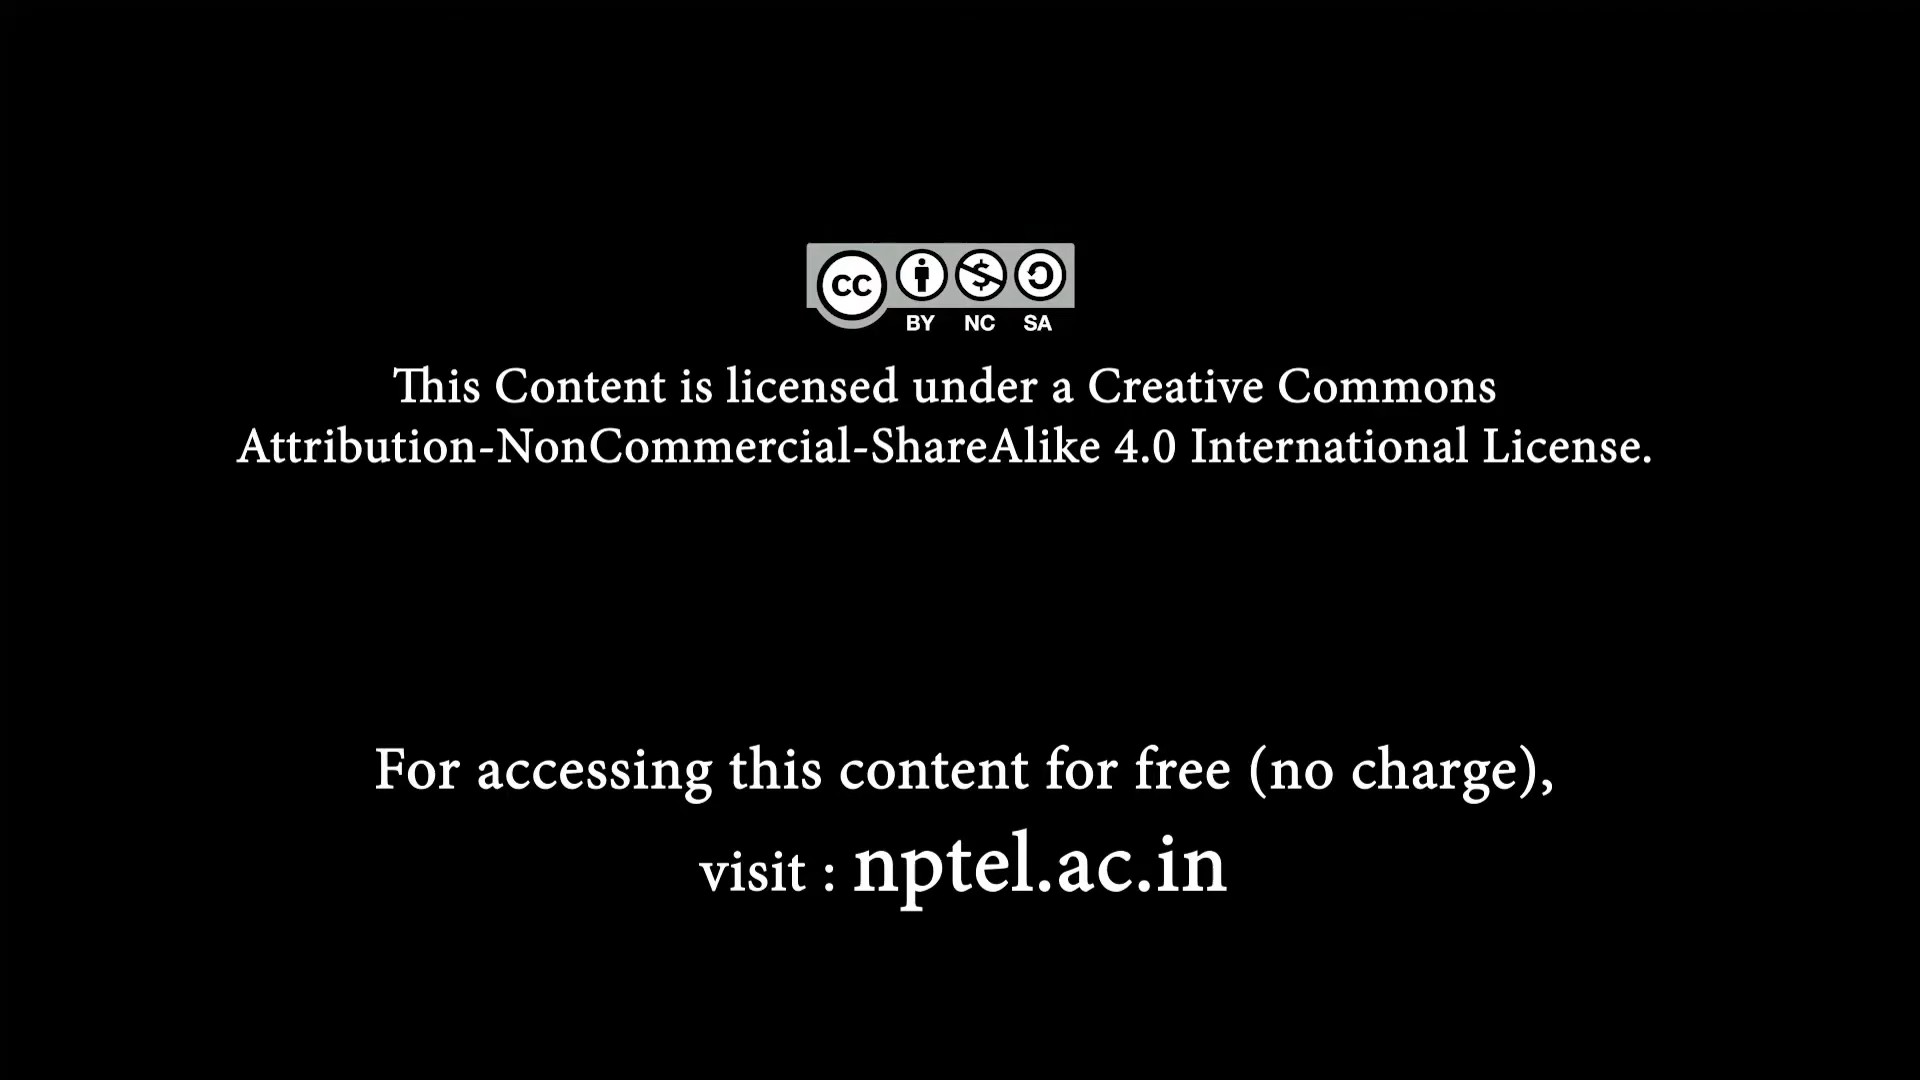 CC BY NC SA
This Content is licensed under a Creative Commons
Attribution-NonCommercial-ShareAlike 4.0 International License.
For accessing this content for free (no charge),
visit : nptel.ac.in